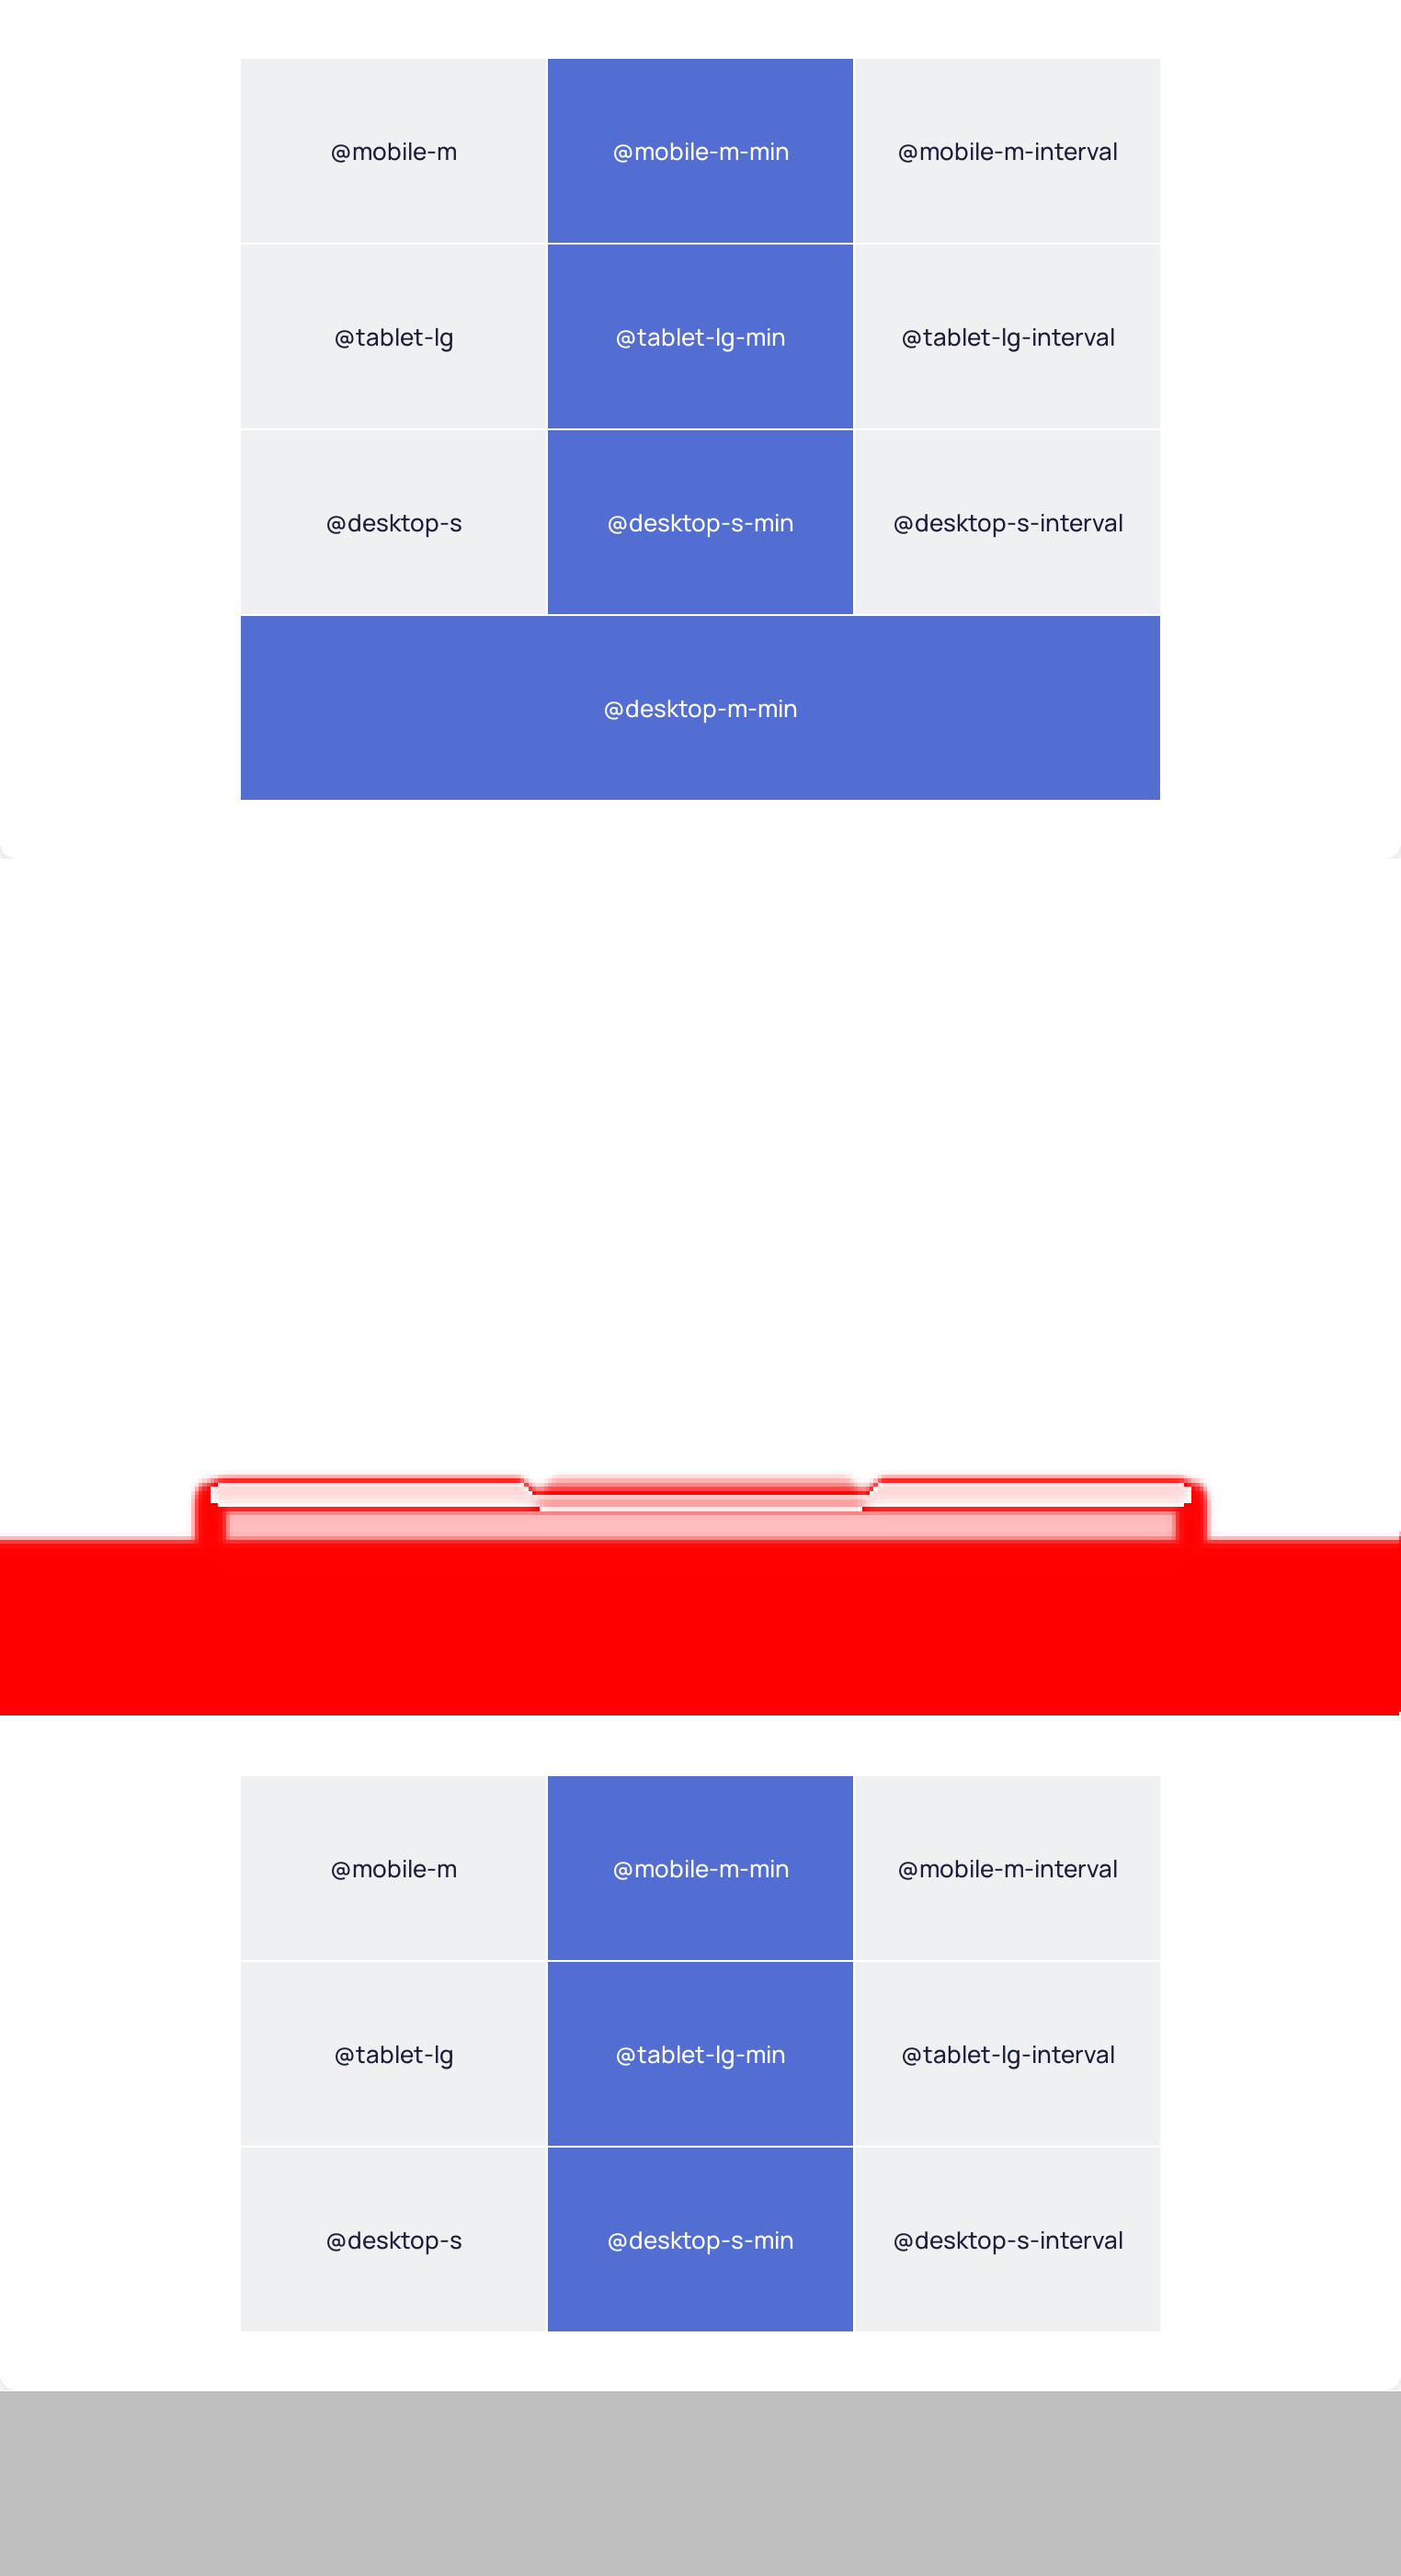 @mobile-m @mobile-m-min @mobile-m-interval
@tablet-lg @tablet-lg-min @tablet-lg-interval
@desktop-s @desktop-s-min @desktop-s-interval
@desktop-m-min
@mobile-m @mobile-m-min @mobile-m-interval
@tablet-lg @tablet-lg-min @tablet-lg-interval
@desktop-s @desktop-s-min @desktop-s-interval